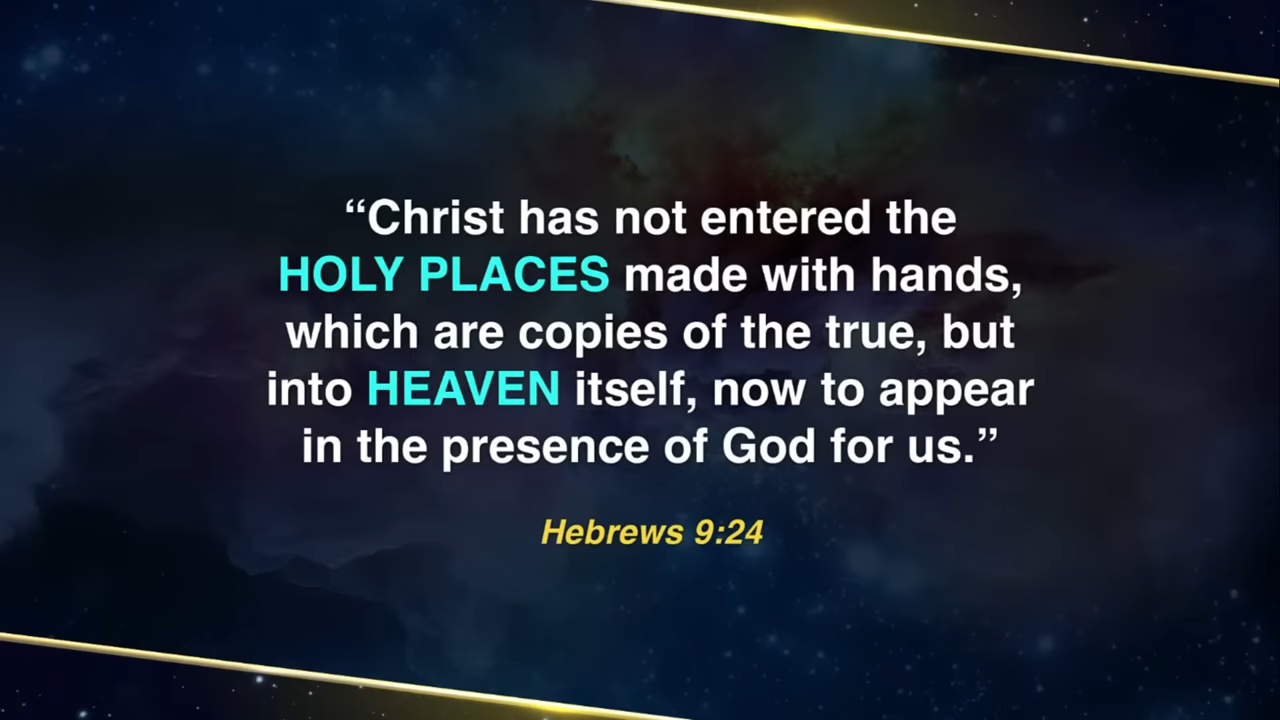 “Christ has not entered the
HOLY PLACES made with hands,
which are copies of the true, but
into HEAVEN itself, now to appear
in the presence of God for us.”
Hebrews 9:24